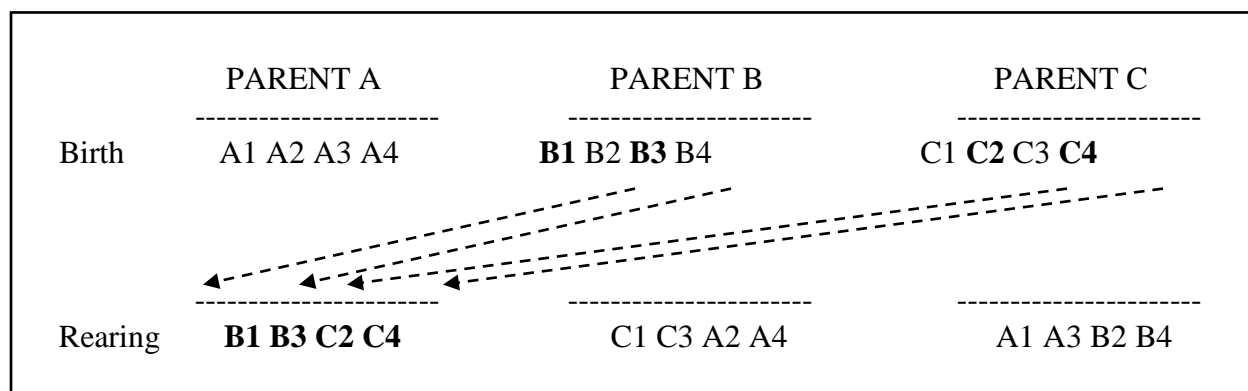 PARENT A PARENT B PARENT C
Birth A1 A2 A3 A4 B1 B2 B3 B4 C1 C2 C3 C4
Rearing B1 B3 C2 C4 C1 C3 A2 A4 A1 A3 B2 B4